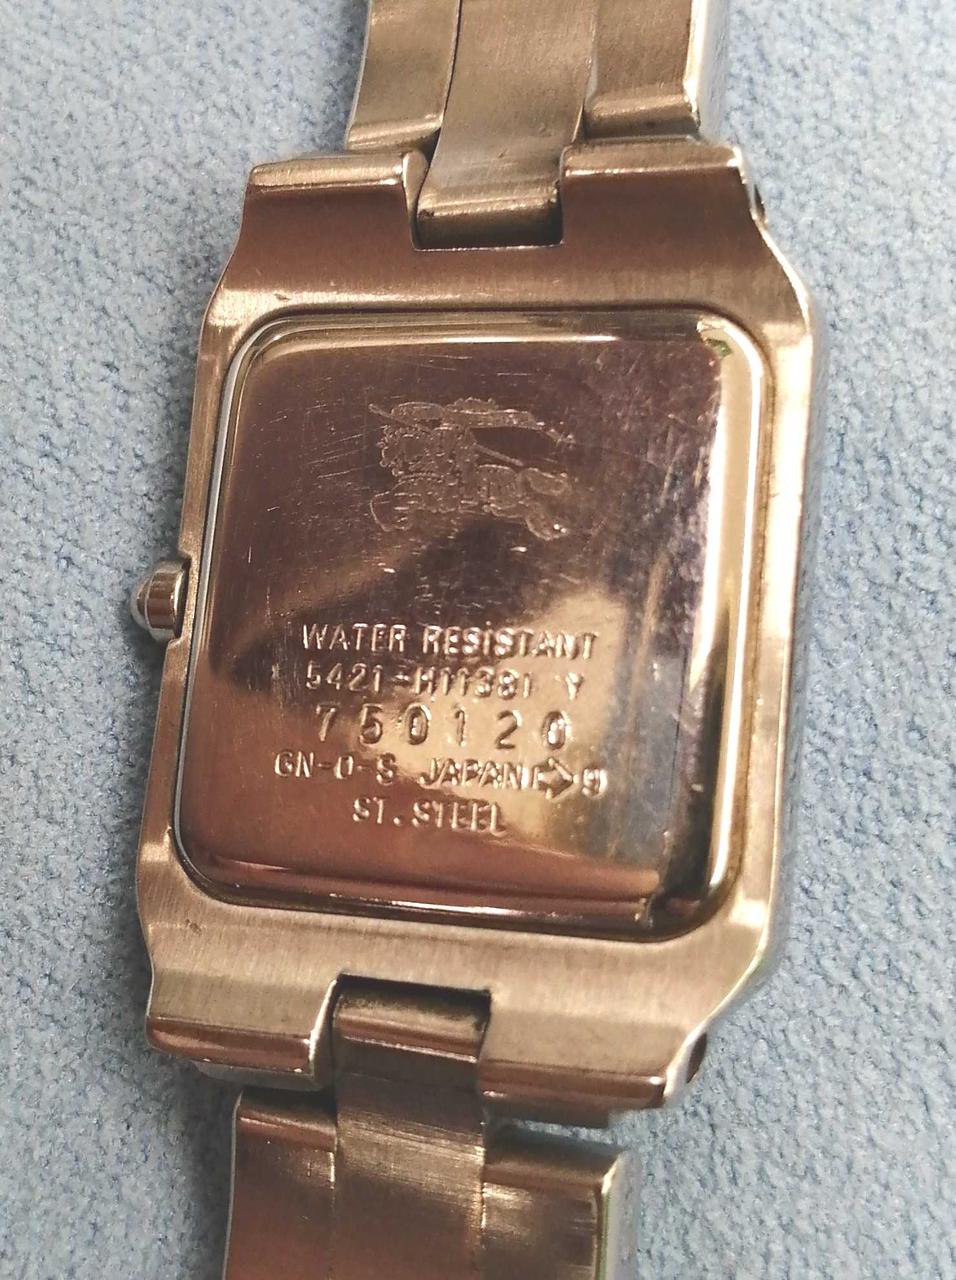 WATER RESISTANT
5421-H11381 Y
750120
GN-0-S JAPAN 9
ST. STEEL